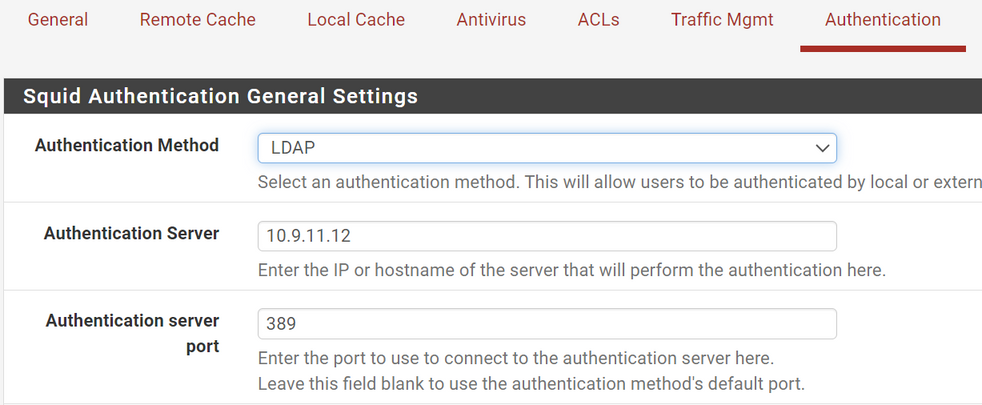 General Remote Cache Local Cache Antivirus ACLs Traffic Mgmt Authentication
Squid Authentication General Settings
Authentication Method
LDAP
Select an authentication method. This will allow users to be authenticated by local or extern
Authentication Server
10.9.11.12
Enter the IP or hostname of the server that will perform the authentication here.
Authentication server
port
389
Enter the port to use to connect to the authentication server here.
Leave this field blank to use the authentication method's default port.